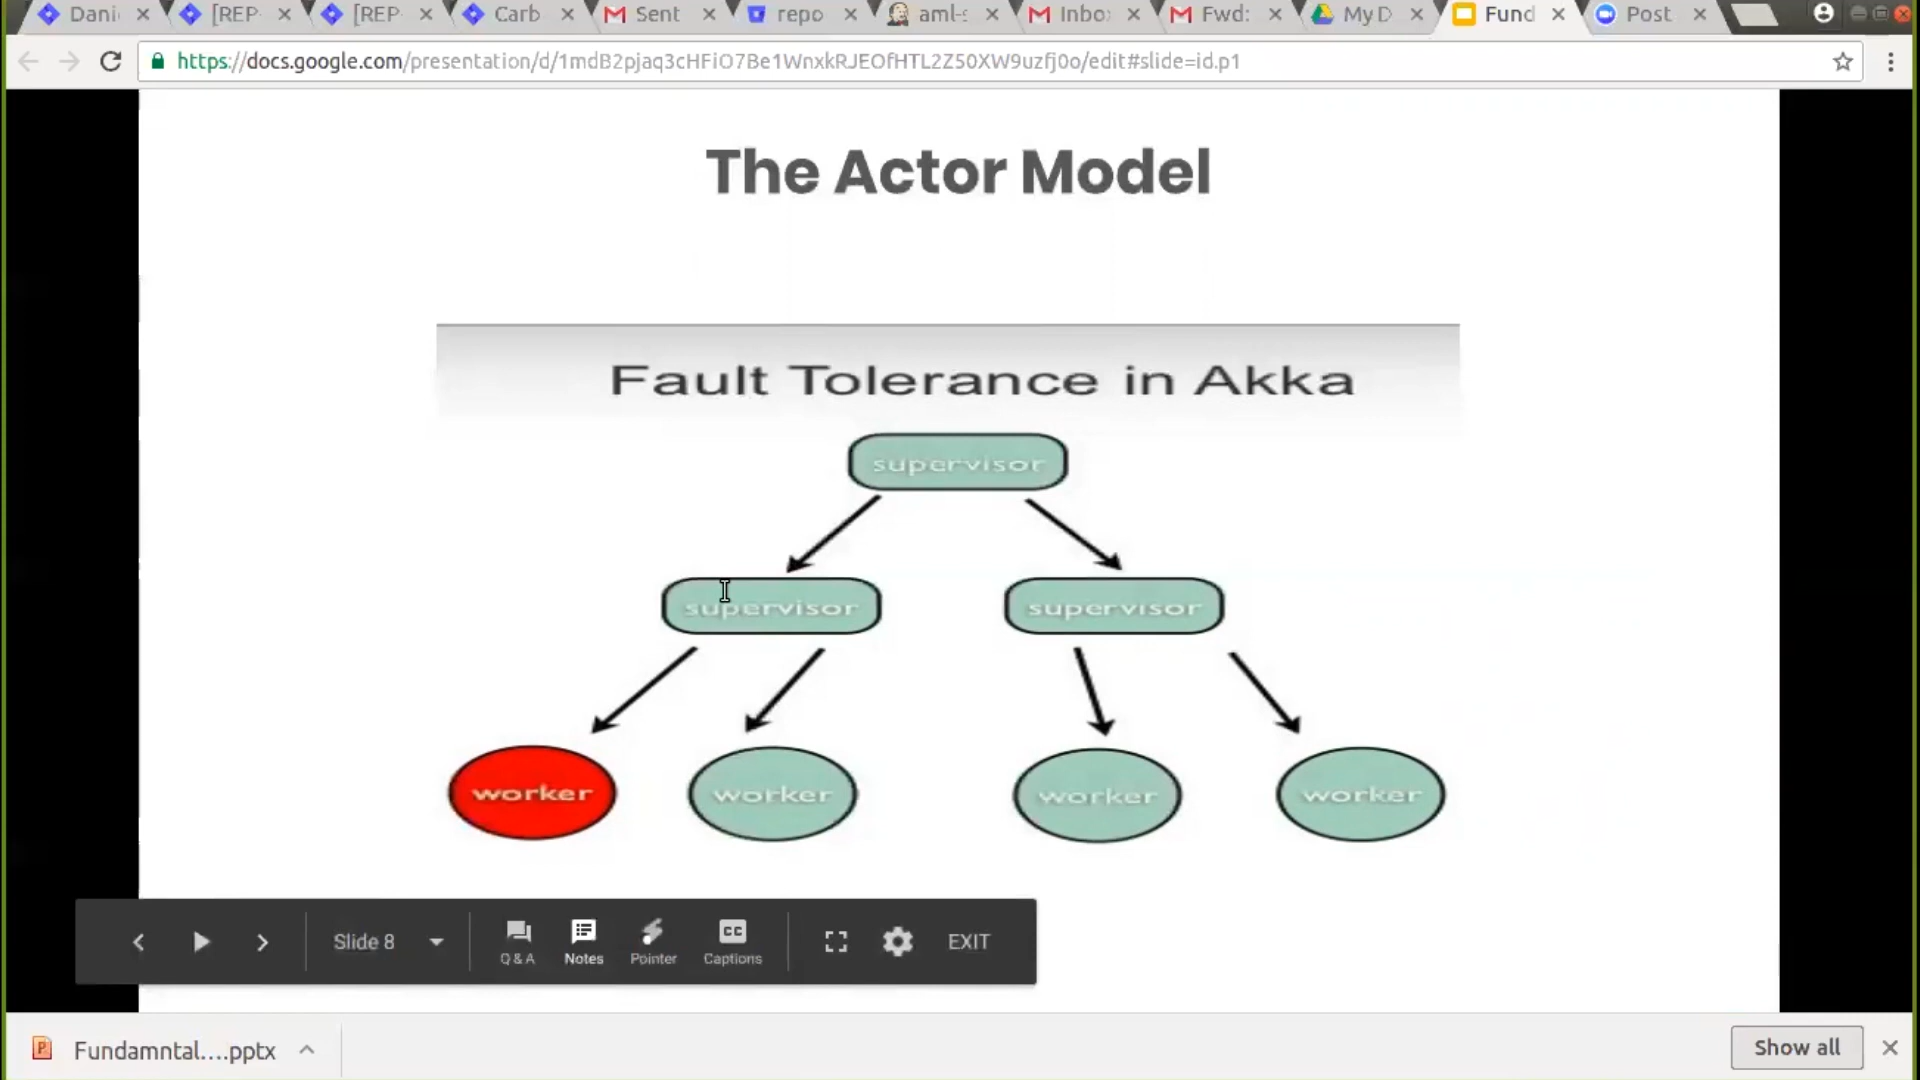 Dani
[REP-
[REP-
Carb
Sent
repo
aml-s
Inbo
Fwd:
My D
Fund
Post
https://docs.google.com/presentation/d/1mdB2pjaq3cHFiO7Be1WnxkRJEOfHTL2Z50XW9uzfj0o/edit#slide=id.p1
The Actor Model
Fault Tolerance in Akka
supervisor
supervisor
supervisor
worker
worker
worker
worker
Slide 8
Q & A
Notes
Pointer
CC
Captions
EXIT
Fundamntal....pptx
Show all